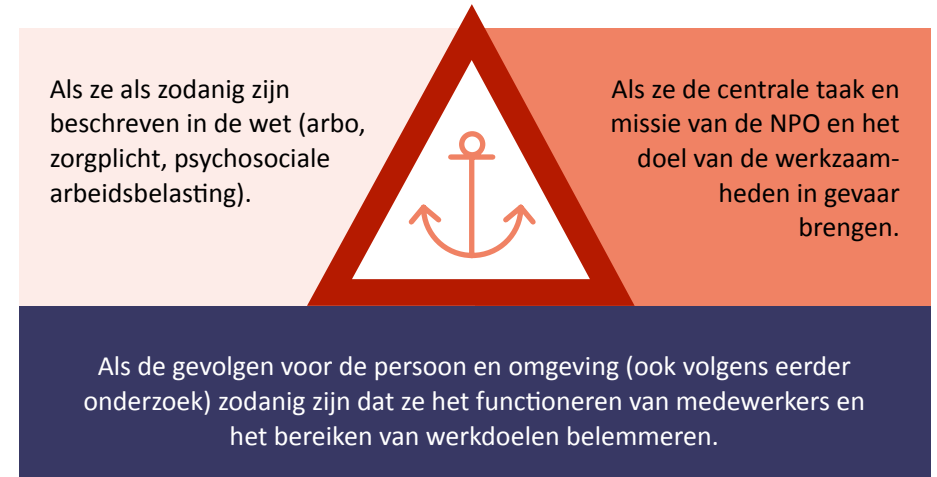 Als ze als zodanig zijn
beschreven in de wet (arbo,
zorgplicht, psychosociale
arbeidsbelasting).
Als ze de centrale taak en
missie van de NPO en het
doel van de werkzaam-
heden in gevaar
brengen.
Als de gevolgen voor de persoon en omgeving (ook volgens eerder
onderzoek) zodanig zijn dat ze het functioneren van medewerkers en
het bereiken van werkdoelen belemmeren.